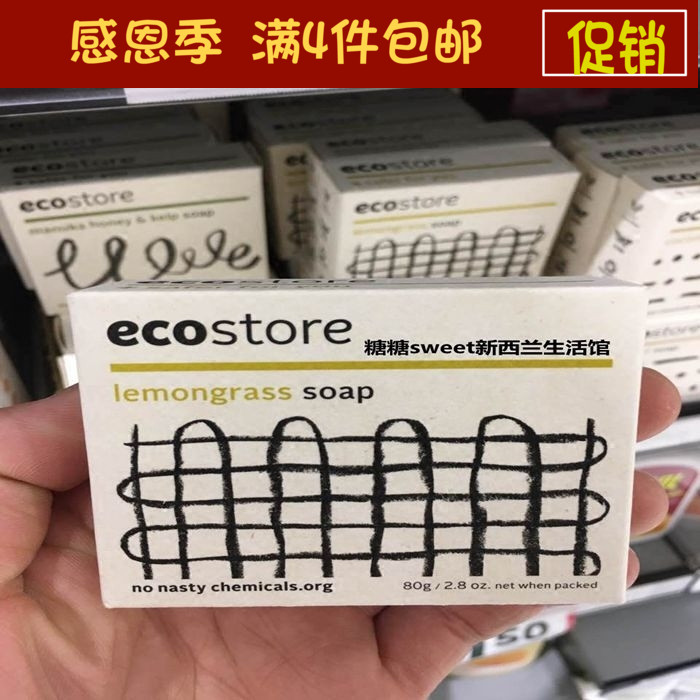 感恩季 满4件包邮
促销
ecostore
manuka honey & kelp soap
ecostore
lemongrass soap
ecostore
糖糖sweet新西兰生活馆
lemongrass soap
no nasty chemicals.org
80g / 2.8 oz. net when packed